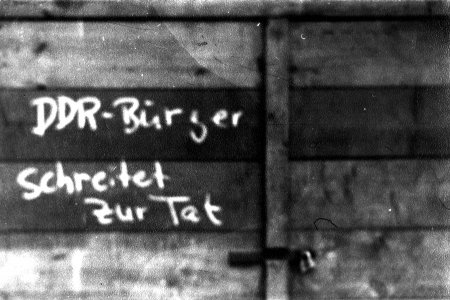 DDR-Bürger
schreitet
zur Tat